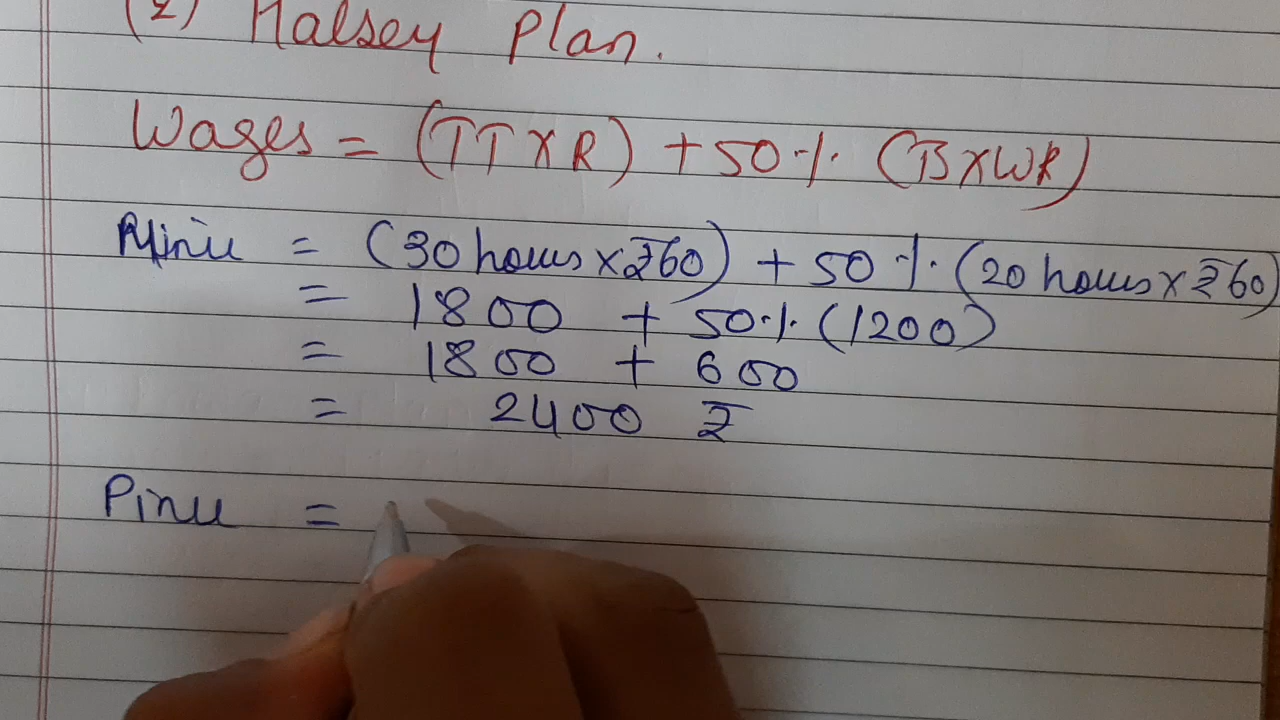 (2) Halsey Plan.
Wages = (TT X R) + 50 % (B X WR)
Minu = (30 hours x ₹60) + 50 % (20 hours x ₹60)
= 1800 + 50 % (1200)
= 1800 + 600
= 2400 ₹
Pinu =